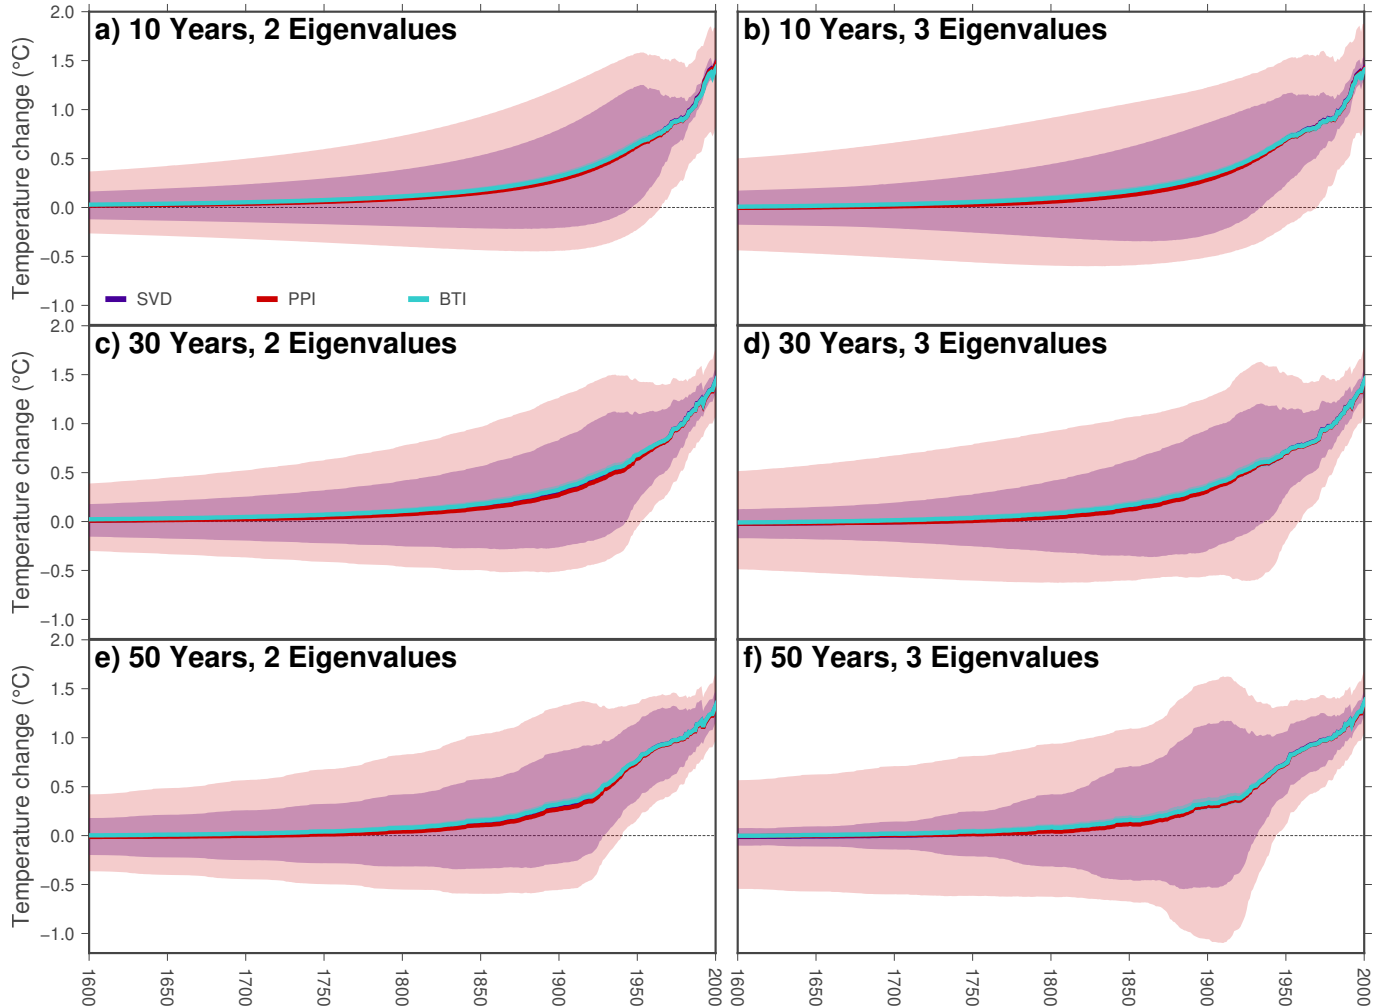 a) 10 Years, 2 Eigenvalues
b) 10 Years, 3 Eigenvalues
Temperature change (°C)
2.0
1.5
1.0
0.5
0.0
−0.5
−1.0
SVD PPI BTI
c) 30 Years, 2 Eigenvalues
d) 30 Years, 3 Eigenvalues
Temperature change (°C)
2.0
1.5
1.0
0.5
0.0
−0.5
−1.0
e) 50 Years, 2 Eigenvalues
f) 50 Years, 3 Eigenvalues
Temperature change (°C)
2.0
1.5
1.0
0.5
0.0
−0.5
−1.0
1600 1650 1700 1750 1800 1850 1900 1950 2000
1600 1650 1700 1750 1800 1850 1900 1950 2000